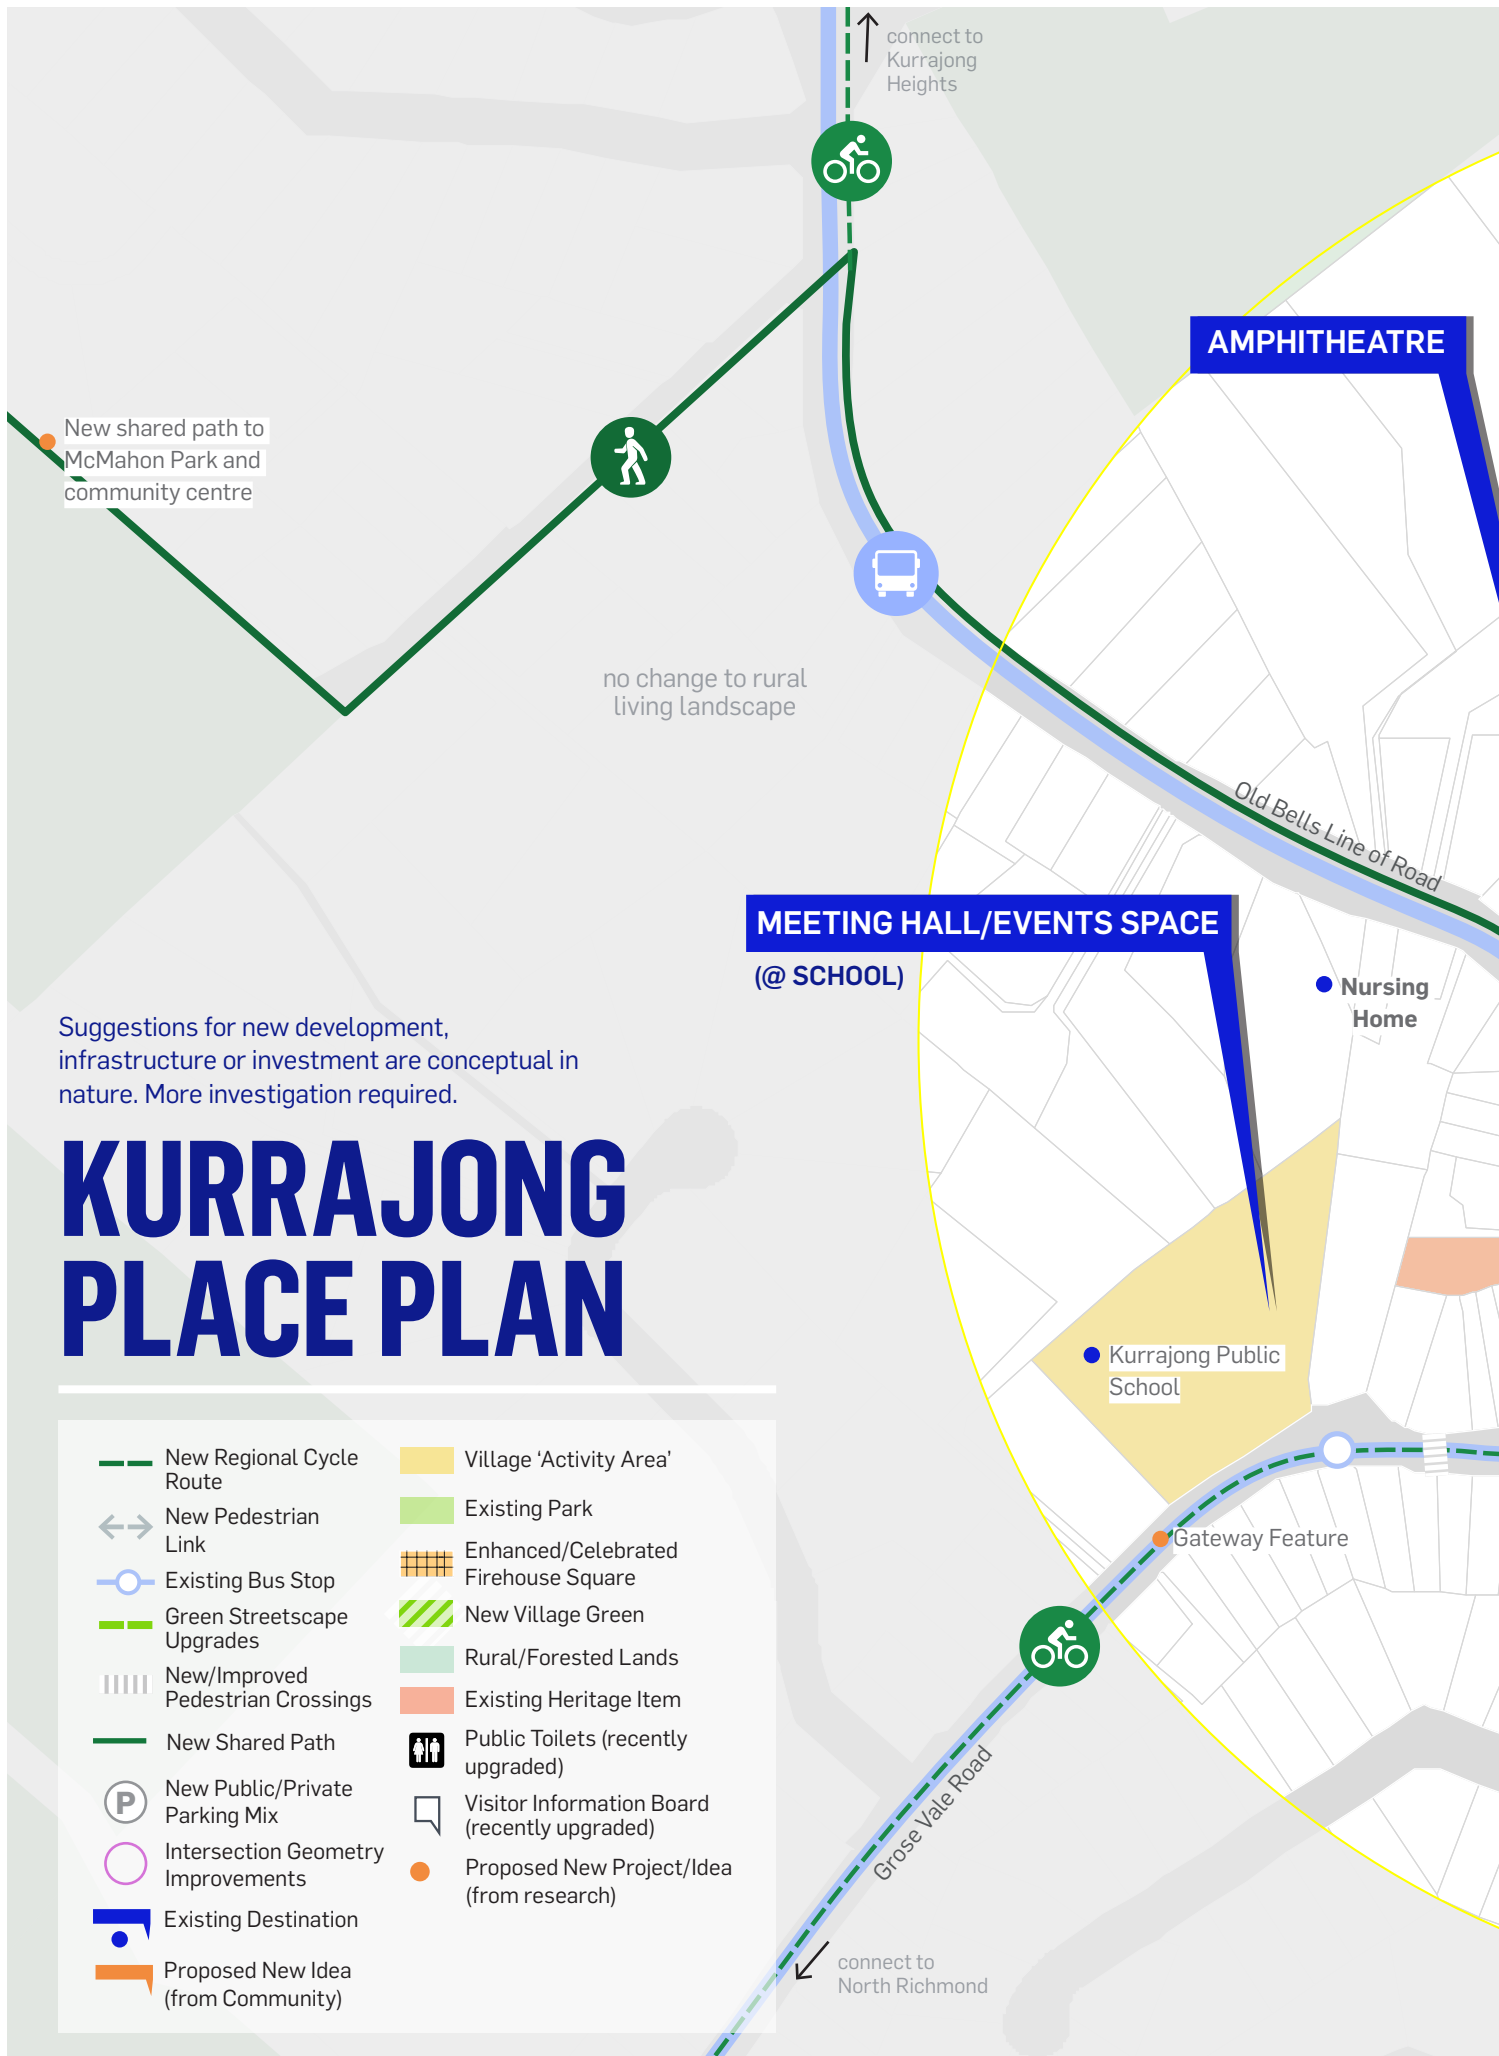 connect to
Kurrajong
Heights
AMPHITHEATRE
New shared path to
McMahon Park and
community centre
no change to rural
living landscape
Old Bells Line of Road
MEETING HALL/EVENTS SPACE
(@ SCHOOL)
Nursing
Home
Suggestions for new development,
infrastructure or investment are conceptual in
nature. More investigation required.
KURRAJONG
PLACE PLAN
Kurrajong Public
School
Gateway Feature
Grose Vale Road
connect to
North Richmond
New Regional Cycle
Route
New Pedestrian
Link
Existing Bus Stop
Green Streetscape
Upgrades
New/Improved
Pedestrian Crossings
New Shared Path
P
New Public/Private
Parking Mix
Intersection Geometry
Improvements
Existing Destination
Proposed New Idea
(from Community)
Village ‘Activity Area’
Existing Park
Enhanced/Celebrated
Firehouse Square
New Village Green
Rural/Forested Lands
Existing Heritage Item
Public Toilets (recently
upgraded)
Visitor Information Board
(recently upgraded)
Proposed New Project/Idea
(from research)